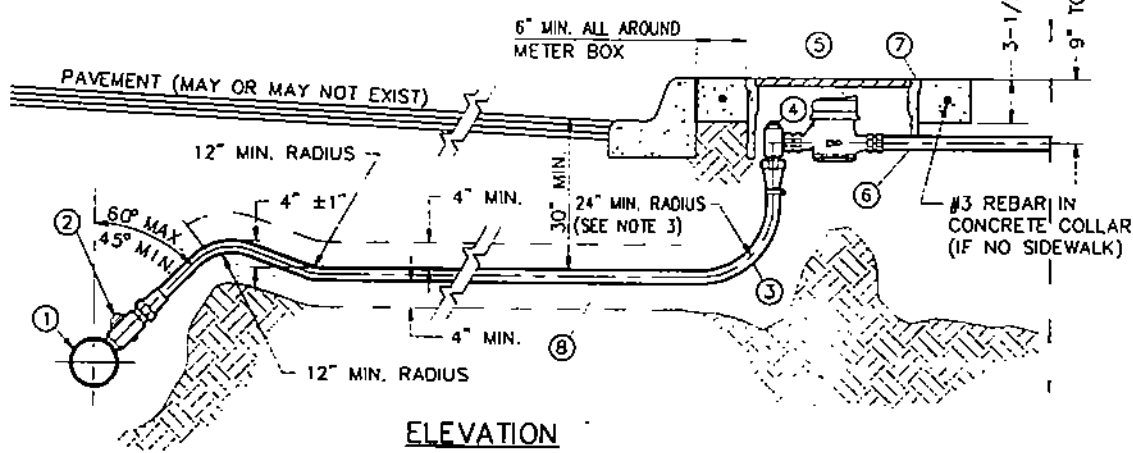 6" MIN. ALL AROUND
METER BOX
5
7
3-1/
9" TO
PAVEMENT (MAY OR MAY NOT EXIST)
4
12" MIN. RADIUS
4" ±1"
4" MIN.
30" MIN.
24" MIN. RADIUS
(SEE NOTE 3)
6
#3 REBAR IN
CONCRETE COLLAR
(IF NO SIDEWALK)
2
60° MAX.
45° MIN.
3
1
4" MIN.
8
12" MIN. RADIUS
ELEVATION